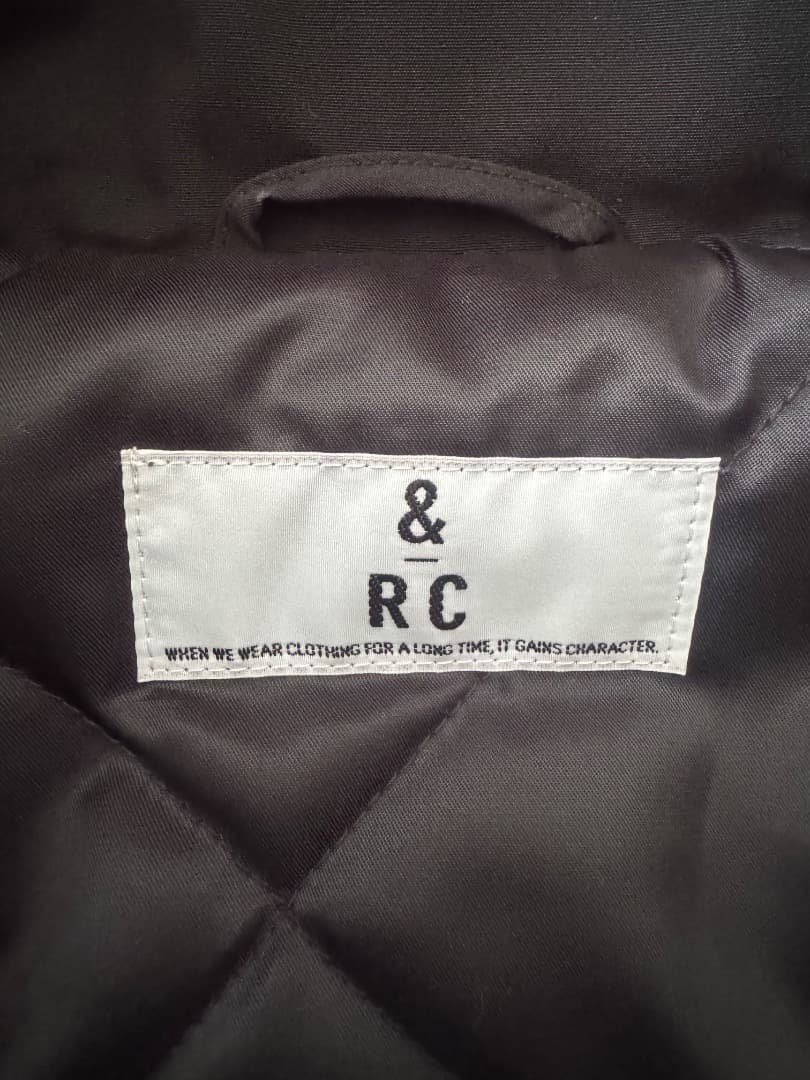 &
RC
WHEN WE WEAR CLOTHING FOR A LONG TIME, IT GAINS CHARACTER.